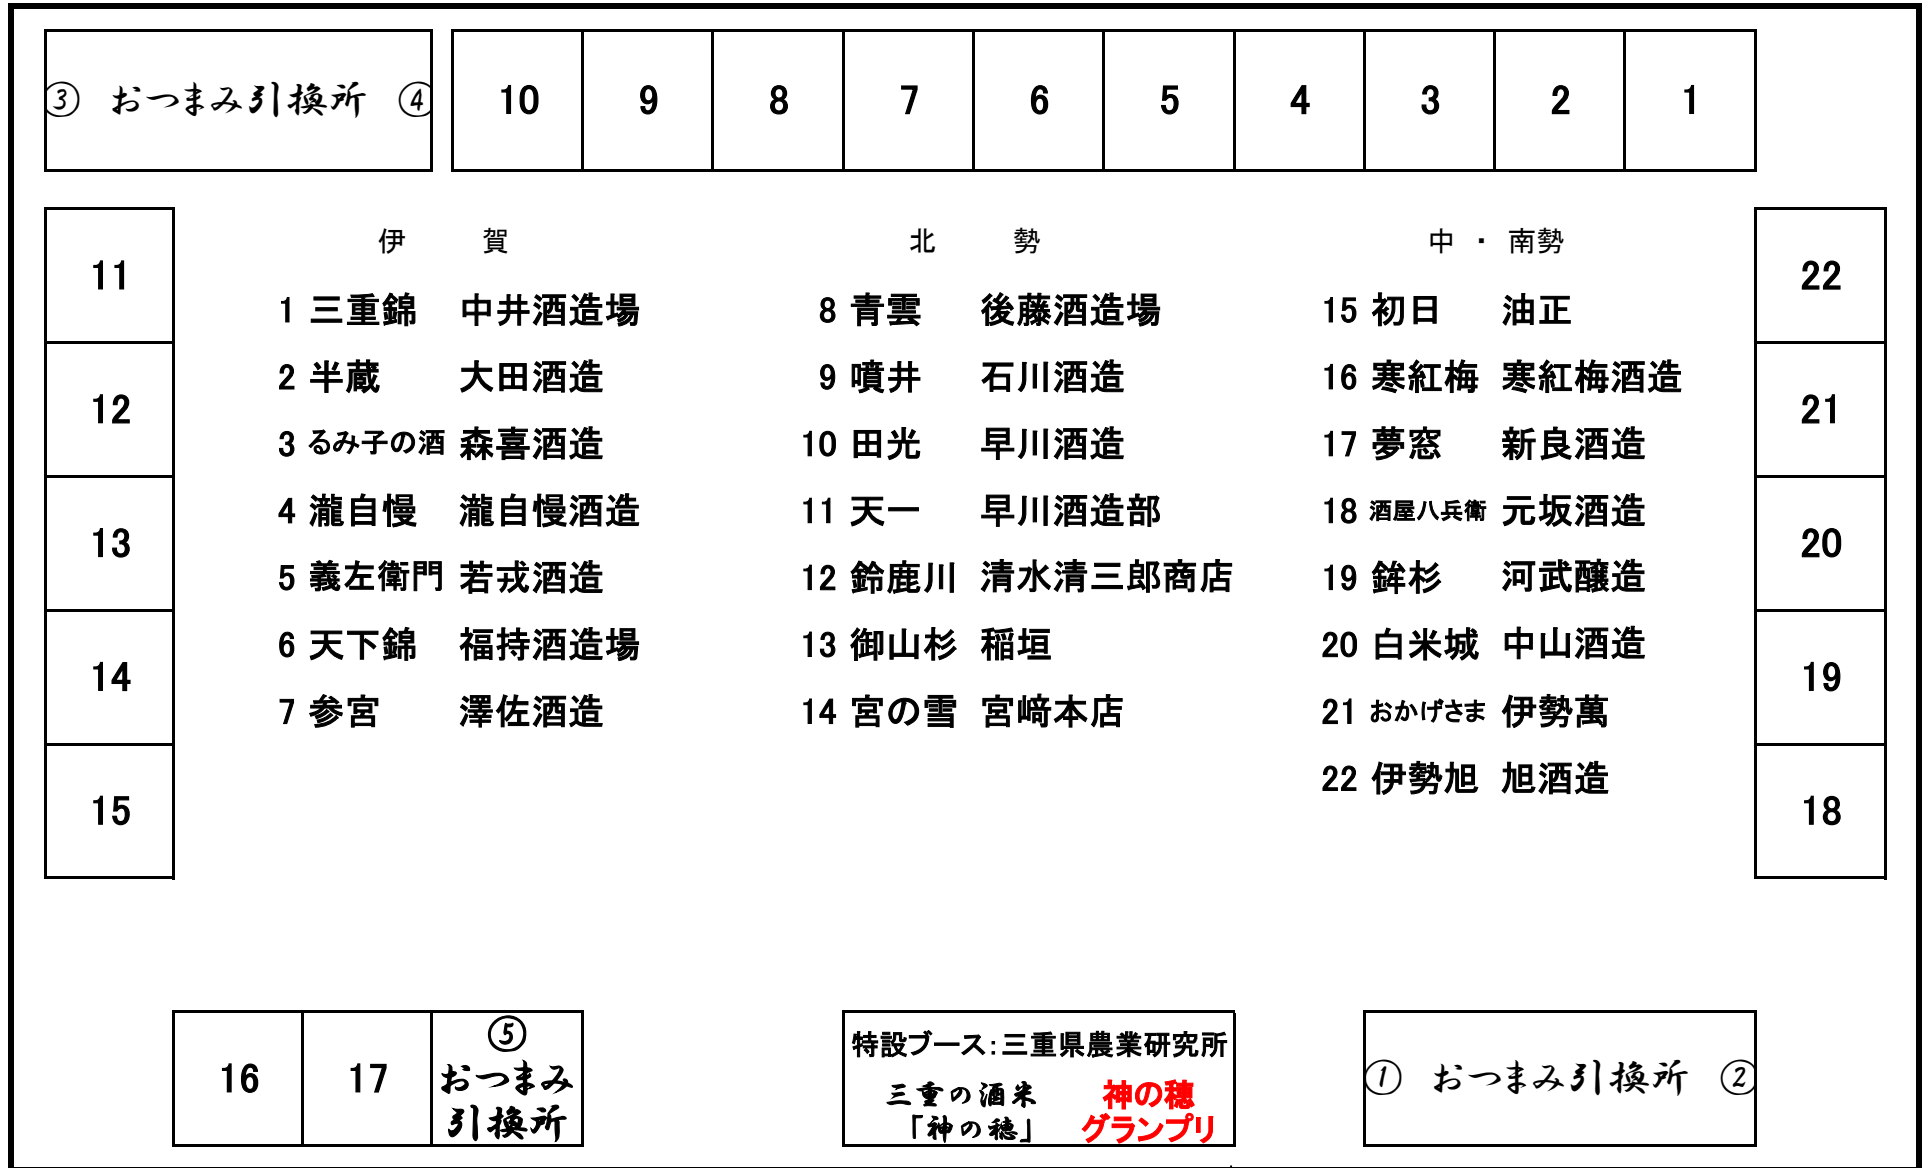 ③ おつまみ引換所 ④
10 9 8 7 6 5 4 3 2 1
11
12
13
14
15
伊 賀
1 三重錦 中井酒造場
2 半蔵 大田酒造
3 るみ子の酒 森喜酒造
4 瀧自慢 瀧自慢酒造
5 義左衛門 若戎酒造
6 天下錦 福持酒造場
7 参宮 澤佐酒造
北 勢
8 青雲 後藤酒造場
9 噴井 石川酒造
10 田光 早川酒造
11 天一 早川酒造部
12 鈴鹿川 清水清三郎商店
13 御山杉 稲垣
14 宮の雪 宮﨑本店
中・南勢
15 初日 油正
16 寒紅梅 寒紅梅酒造
17 夢窓 新良酒造
18 酒屋八兵衛 元坂酒造
19 鉾杉 河武醸造
20 白米城 中山酒造
21 おかげさま 伊勢萬
22 伊勢旭 旭酒造
22
21
20
19
18
16 17
⑤
おつまみ
引換所
特設ブース：三重県農業研究所
三重の酒米
「神の穂」
神の穂
グランプリ
① おつまみ引換所 ②